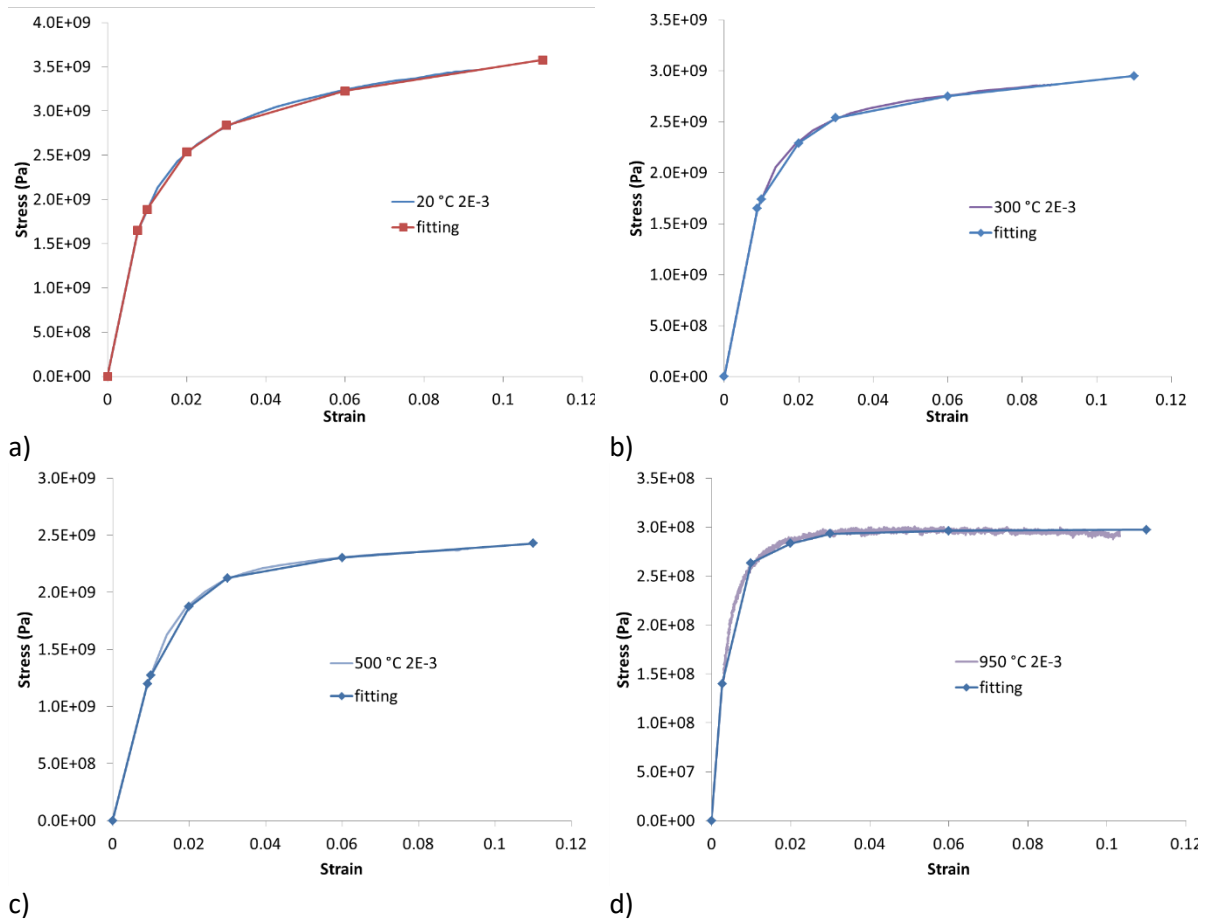 4.0E+09
3.5E+09
3.0E+09
2.5E+09
2.0E+09
1.5E+09
1.0E+09
5.0E+08
0.0E+00
Stress (Pa)
20 °C 2E-3
fitting
0 0.02 0.04 0.06 0.08 0.1 0.12
Strain
a)
3.5E+09
3.0E+09
2.5E+09
2.0E+09
1.5E+09
1.0E+09
5.0E+08
0.0E+00
Stress (Pa)
300 °C 2E-3
fitting
0 0.02 0.04 0.06 0.08 0.1 0.12
Strain
b)
3.0E+09
2.5E+09
2.0E+09
1.5E+09
1.0E+09
5.0E+08
0.0E+00
Stress (Pa)
500 °C 2E-3
fitting
0 0.02 0.04 0.06 0.08 0.1 0.12
Strain
c)
3.5E+08
3.0E+08
2.5E+08
2.0E+08
1.5E+08
1.0E+08
5.0E+07
0.0E+00
Stress (Pa)
950 °C 2E-3
fitting
0 0.02 0.04 0.06 0.08 0.1 0.12
Strain
d)